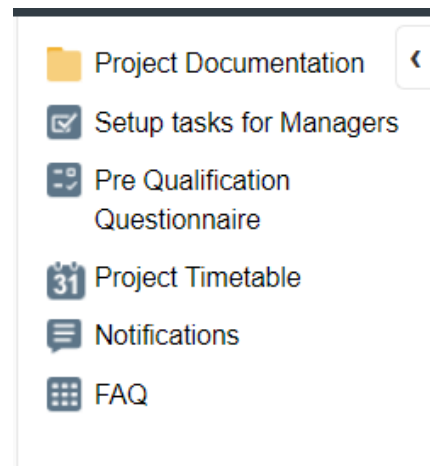 Project Documentation
Setup tasks for Managers
Pre Qualification
Questionnaire
31 Project Timetable
Notifications
FAQ